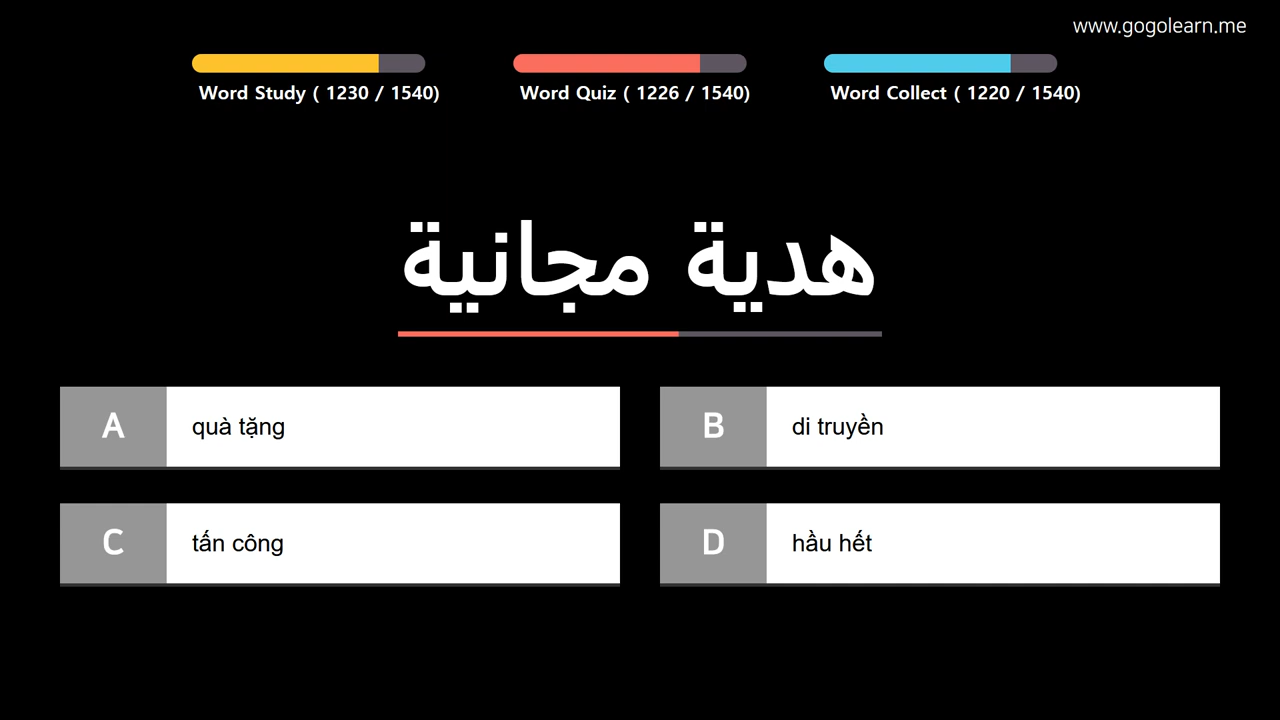 www.gogolearn.me
Word Study ( 1230 / 1540)
Word Quiz ( 1226 / 1540)
Word Collect ( 1220 / 1540)
هدية مجانية
A
quà tặng
B
di truyền
C
tấn công
D
hầu hết